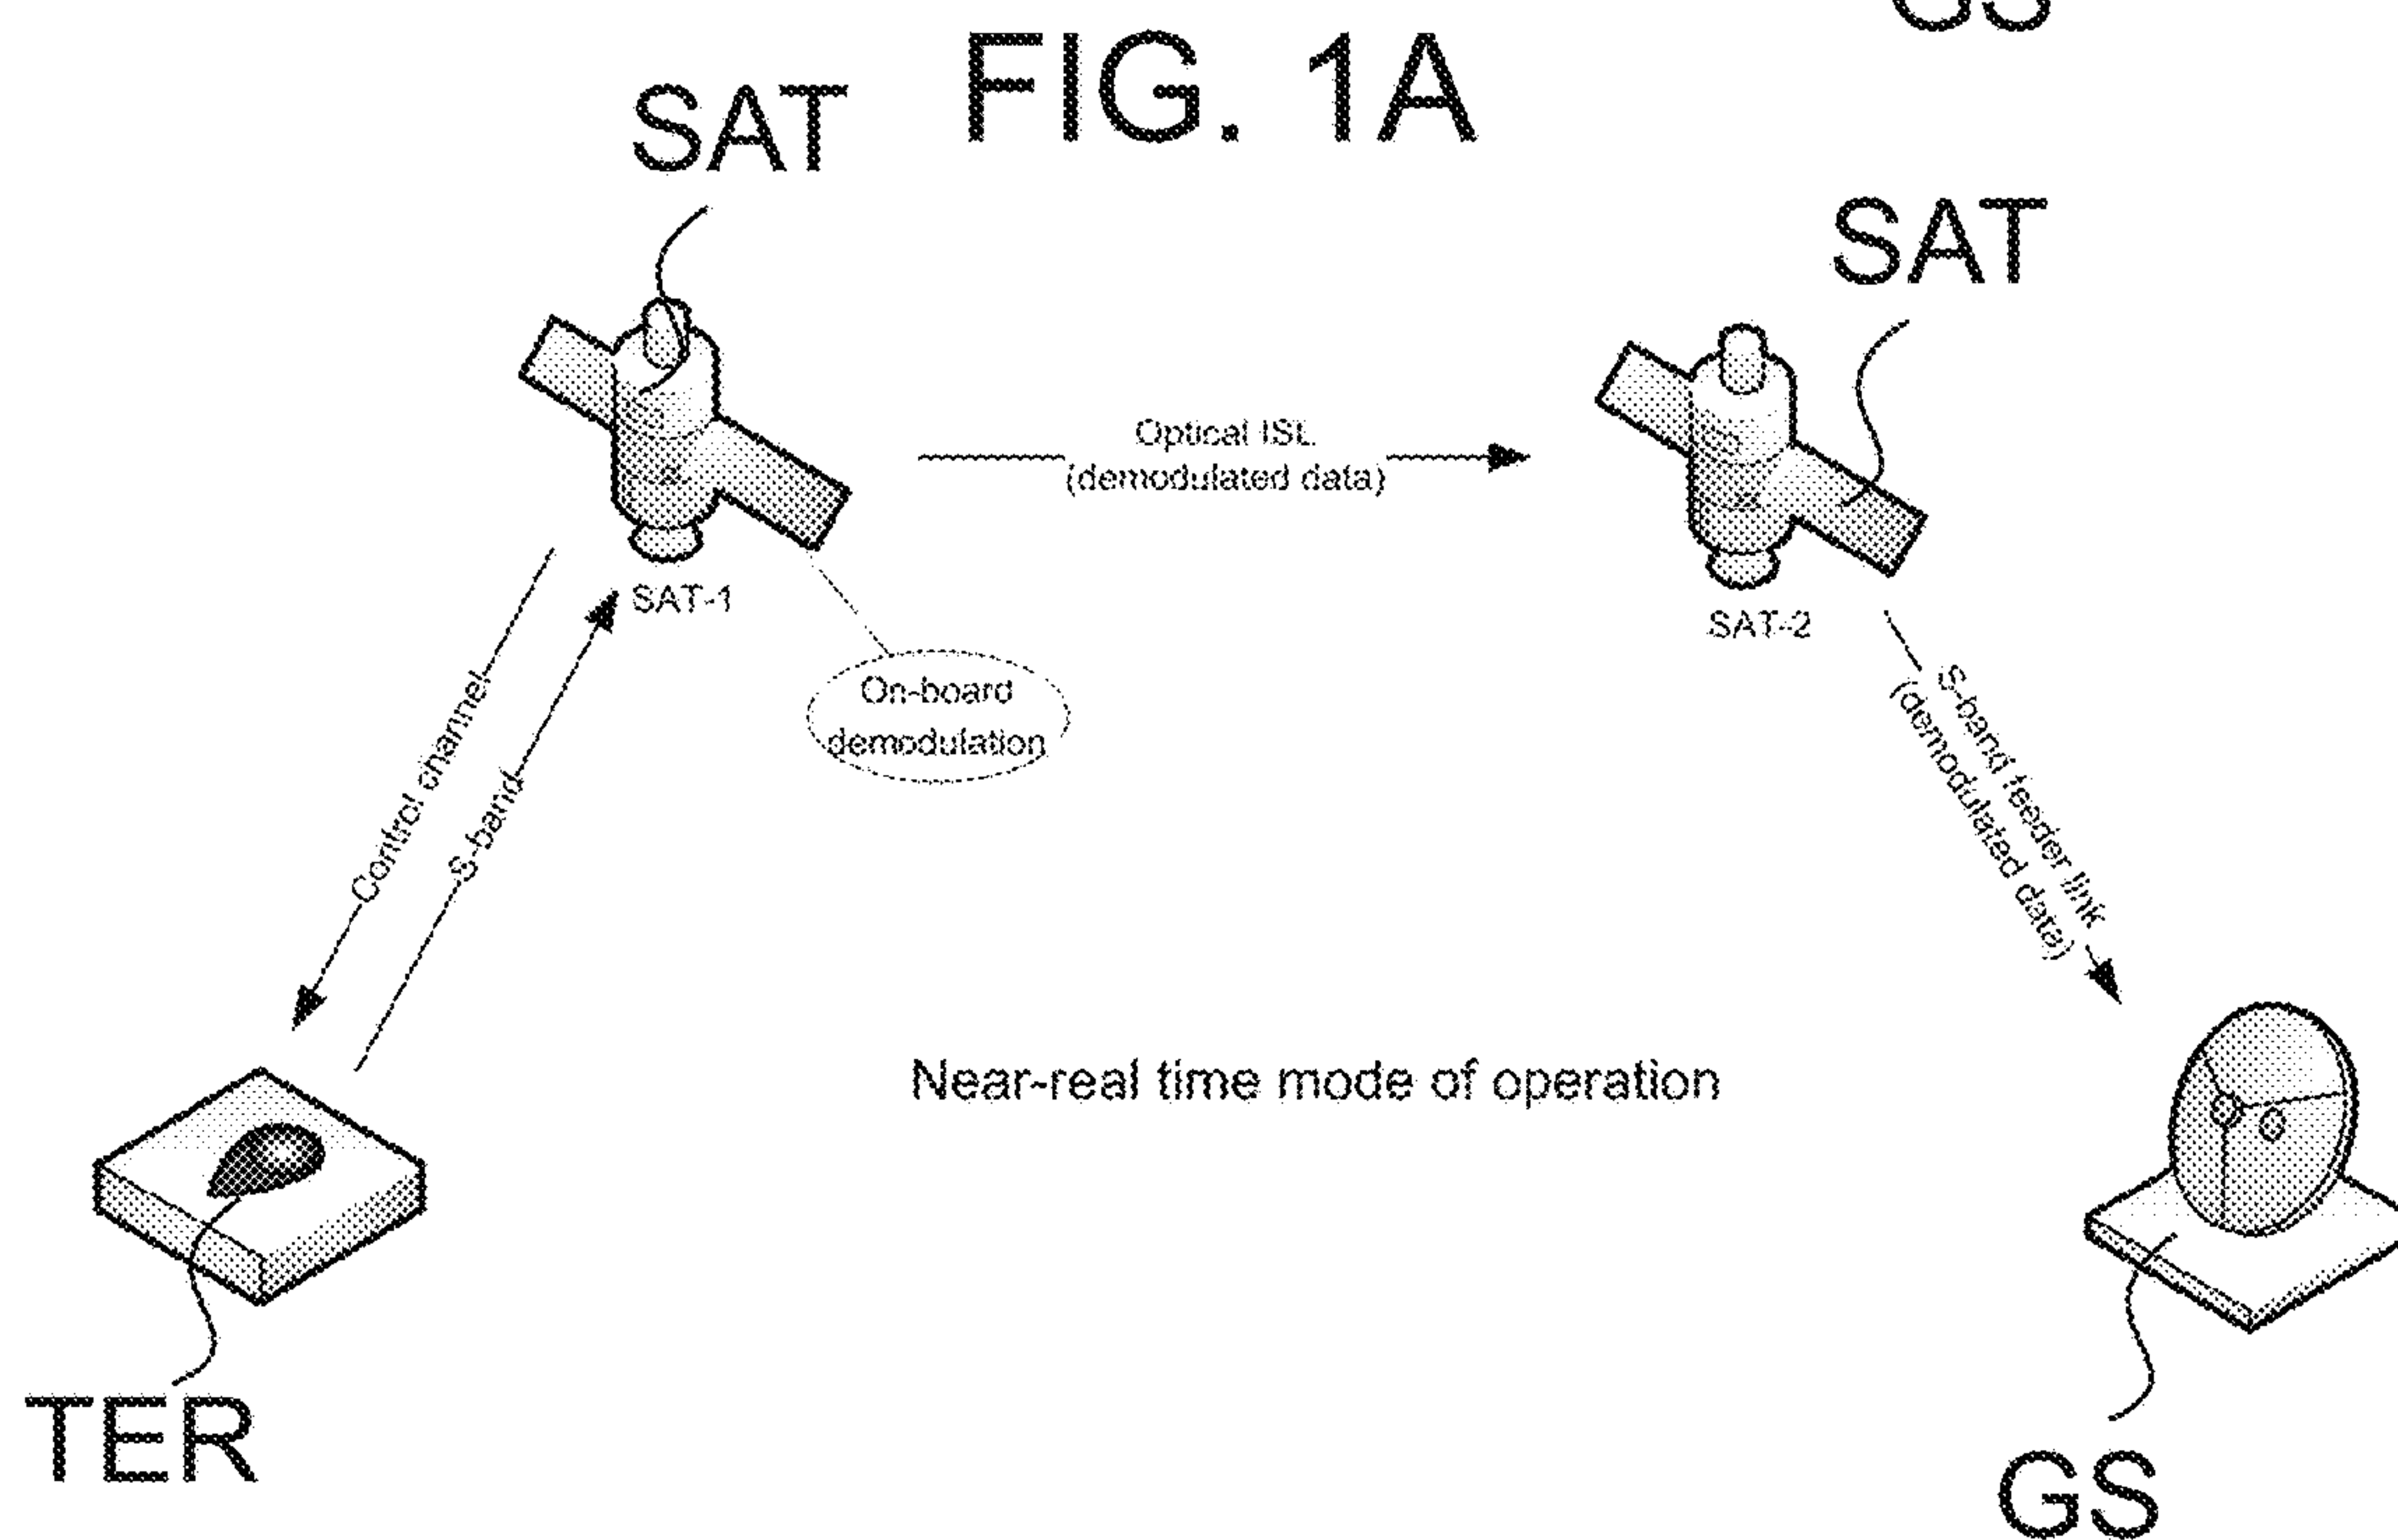 GS
FIG. 1A
SAT
SAT
Optical ISL
(demodulated data)
SAT-1
SAT-2
On-board
demodulation
Control channel
S-band
S-band feeder link
(demodulated data)
Near-real time mode of operation
TER
GS